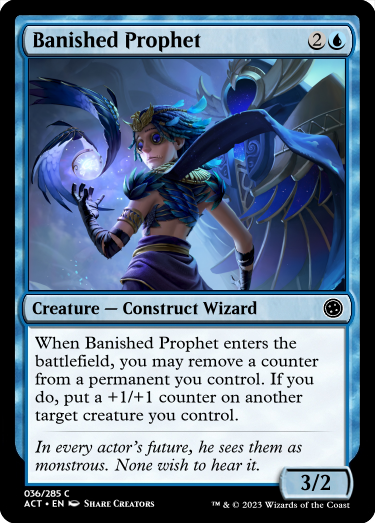 Banished Prophet 2
Creature — Construct Wizard
When Banished Prophet enters the
battlefield, you may remove a counter
from a permanent you control. If you
do, put a +1/+1 counter on another
target creature you control.
In every actor's future, he sees them as
monstrous. None wish to hear it.
3/2
036/285 C
ACT • EN Share Creators
™ & © 2023 Wizards of the Coast